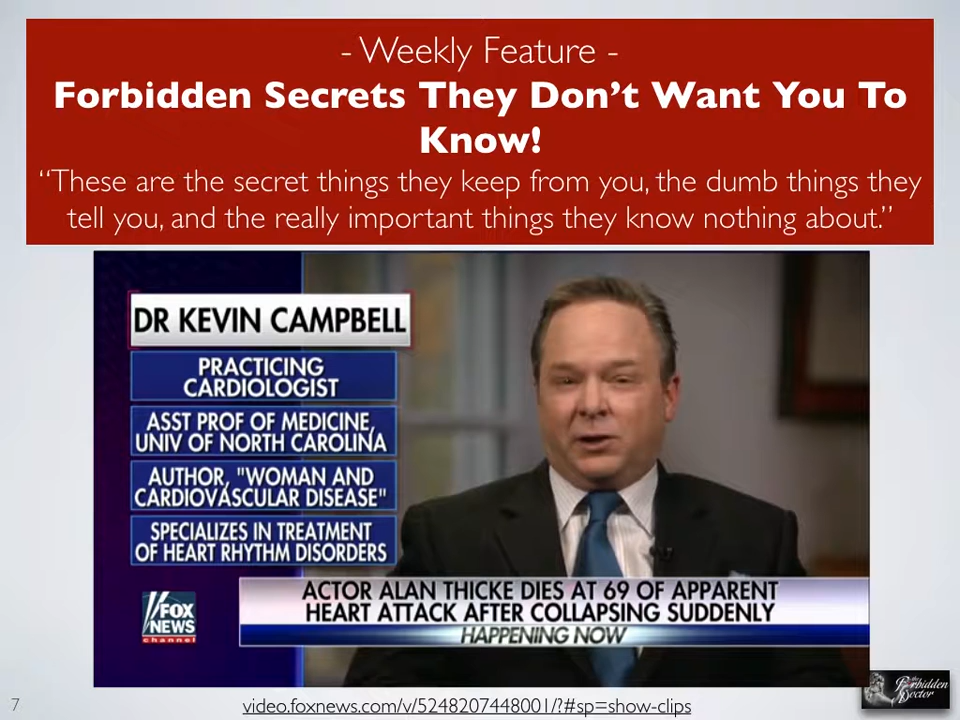 - Weekly Feature -
Forbidden Secrets They Don't Want You To
Know!
“These are the secret things they keep from you, the dumb things they
tell you, and the really important things they know nothing about.”
DR KEVIN CAMPBELL
PRACTICING
CARDIOLOGIST
ASST PROF OF MEDICINE,
UNIV OF NORTH CAROLINA
AUTHOR, "WOMAN AND
CARDIOVASCULAR DISEASE"
SPECIALIZES IN TREATMENT
OF HEART RHYTHM DISORDERS
ACTOR ALAN THICKE DIES AT 69 OF APPARENT
HEART ATTACK AFTER COLLAPSING SUDDENLY
HAPPENING NOW
FOX
NEWS
channel
the
Forbidden
Doctor
7
video.foxnews.com/v/5248207448001/?#sp=show-clips